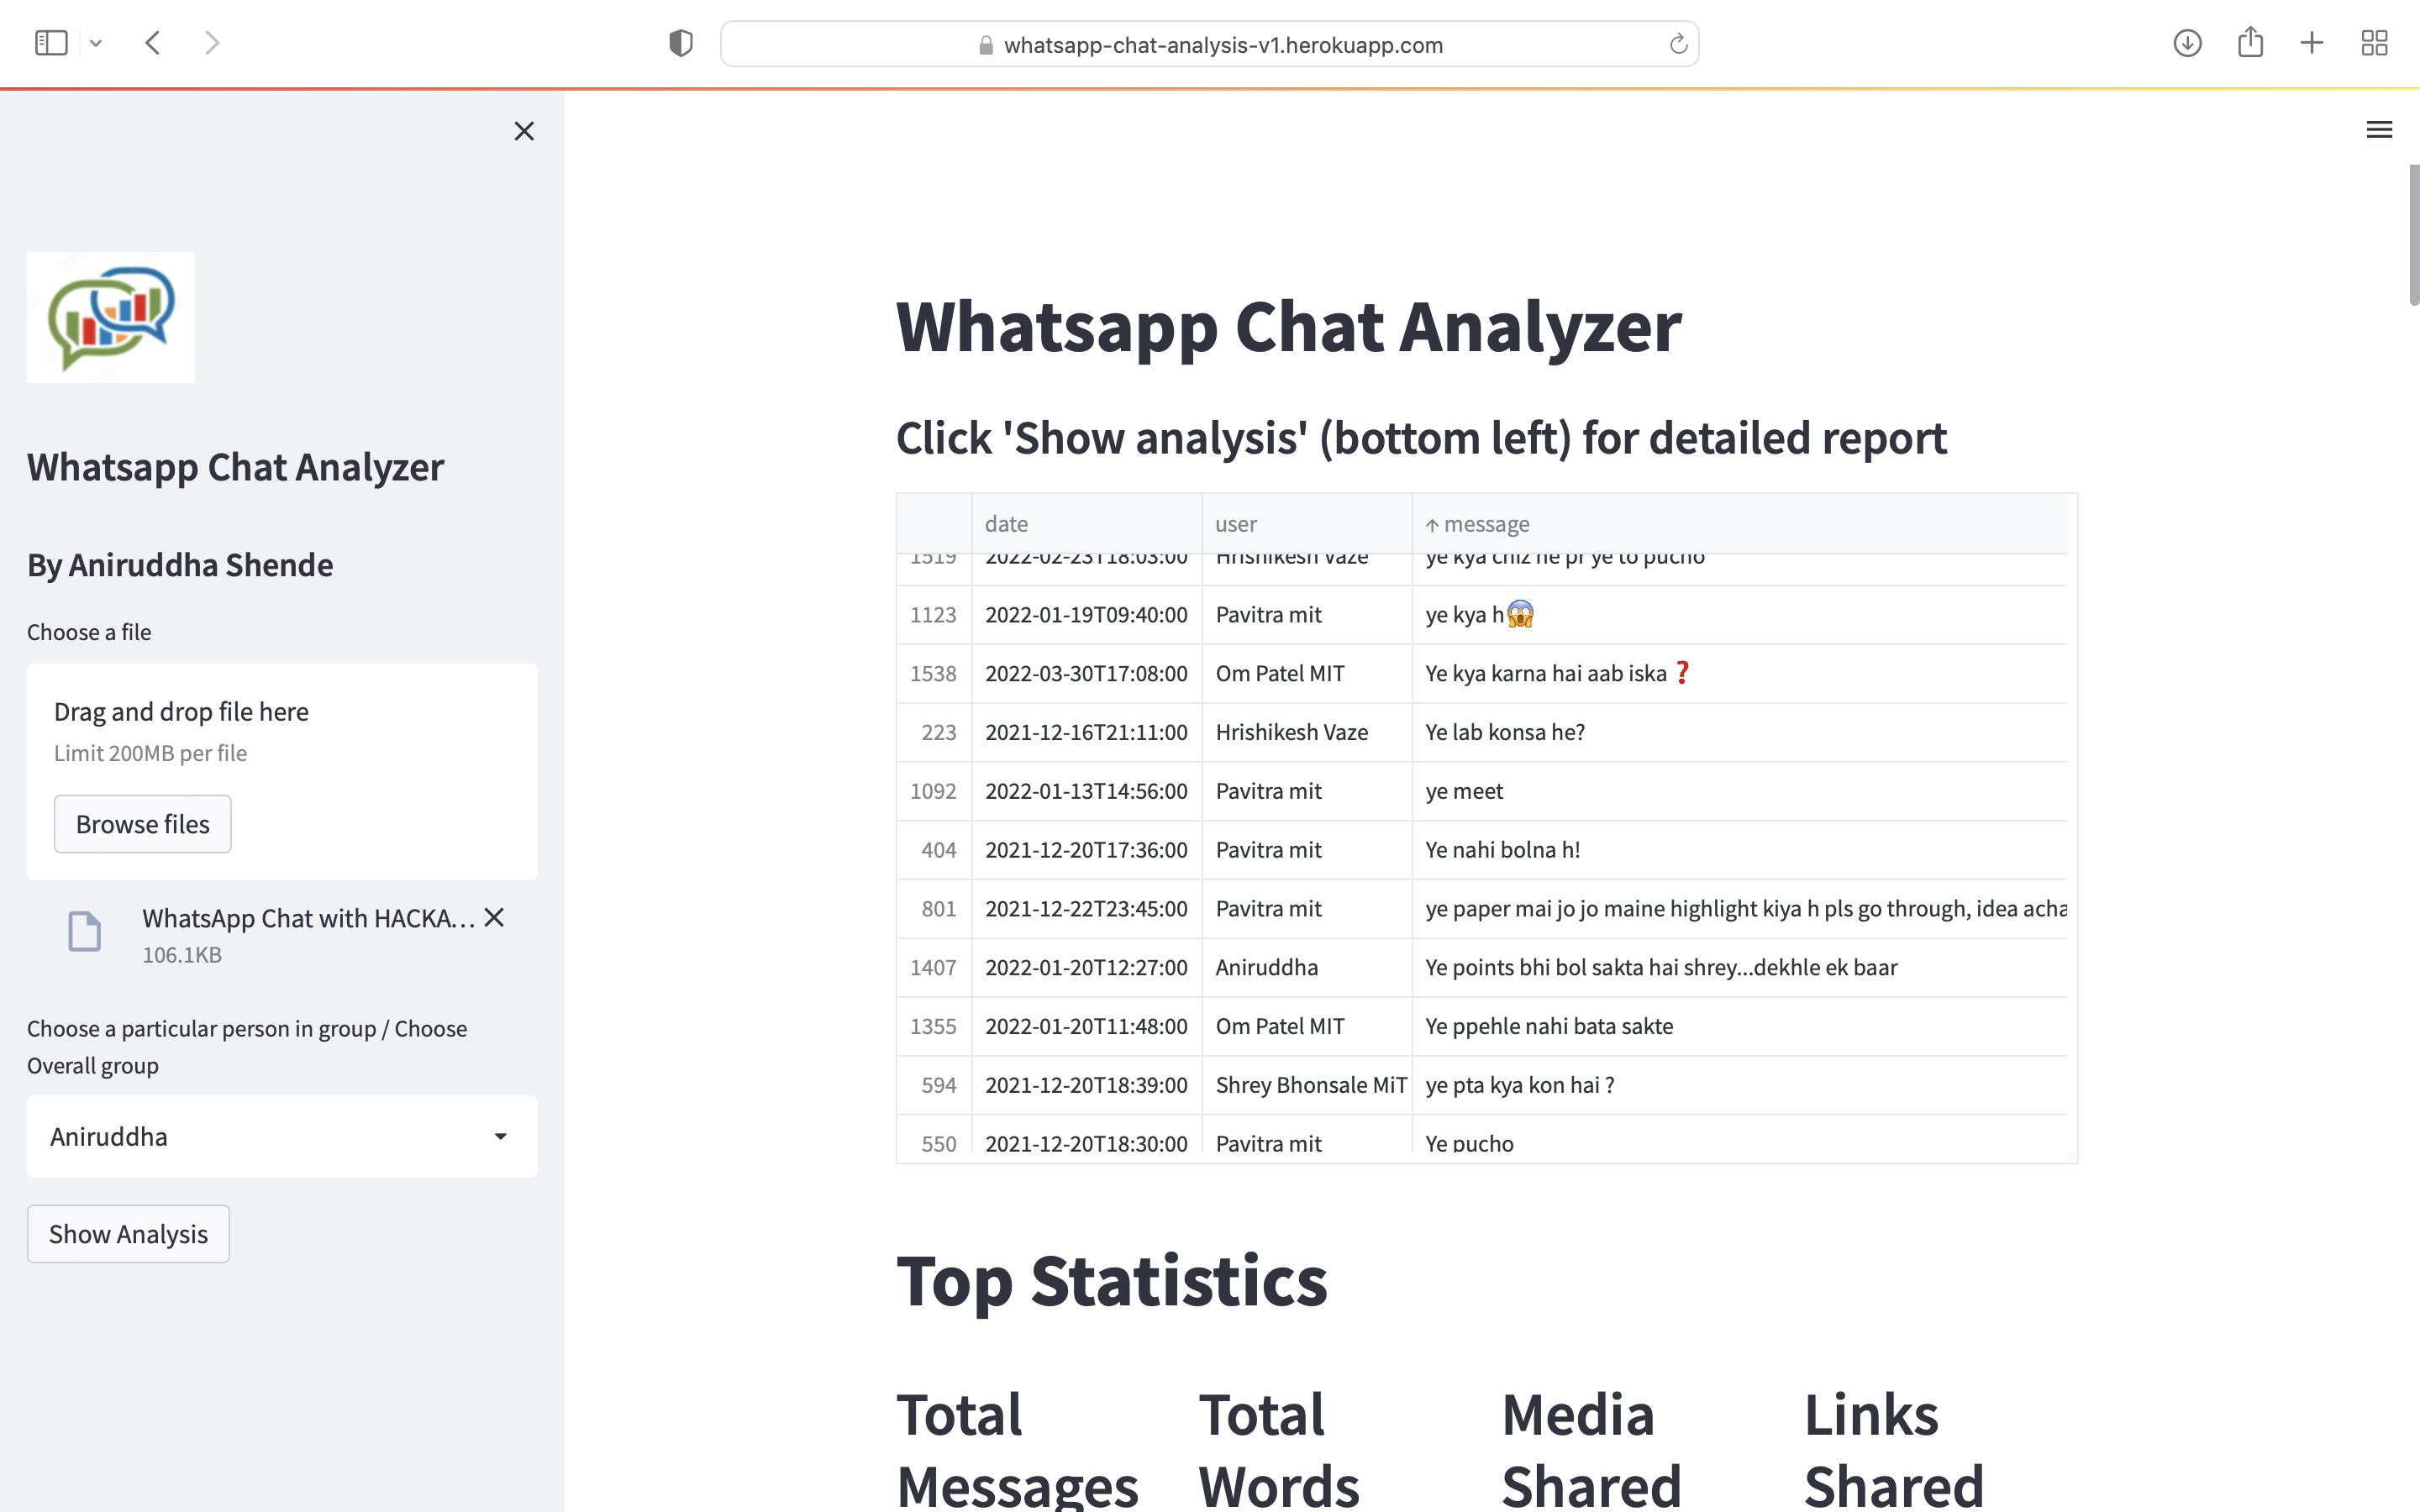 whatsapp-chat-analysis-v1.herokuapp.com
Whatsapp Chat Analyzer
By Aniruddha Shende
Choose a file
Drag and drop file here
Limit 200MB per file
Browse files
WhatsApp Chat with HACKA...
106.1KB
Choose a particular person in group / Choose
Overall group
Aniruddha
Show Analysis
Whatsapp Chat Analyzer
Click 'Show analysis' (bottom left) for detailed report
date user ↑ message
1519 2022-02-23T18:03:00 Hrishikesh Vaze ye kya chiz he pr ye to pucho
1123 2022-01-19T09:40:00 Pavitra mit ye kya h😱
1538 2022-03-30T17:08:00 Om Patel MIT Ye kya karna hai aab iska ❓
223 2021-12-16T21:11:00 Hrishikesh Vaze Ye lab konsa he?
1092 2022-01-13T14:56:00 Pavitra mit ye meet
404 2021-12-20T17:36:00 Pavitra mit Ye nahi bolna h!
801 2021-12-22T23:45:00 Pavitra mit ye paper mai jo jo maine highlight kiya h pls go through, idea acha
1407 2022-01-20T12:27:00 Aniruddha Ye points bhi bol sakta hai shrey...dekhle ek baar
1355 2022-01-20T11:48:00 Om Patel MIT Ye ppehle nahi bata sakte
594 2021-12-20T18:39:00 Shrey Bhonsale MiT ye pta kya kon hai ?
550 2021-12-20T18:30:00 Pavitra mit Ye pucho
Top Statistics
Total Messages
Total Words
Media Shared
Links Shared